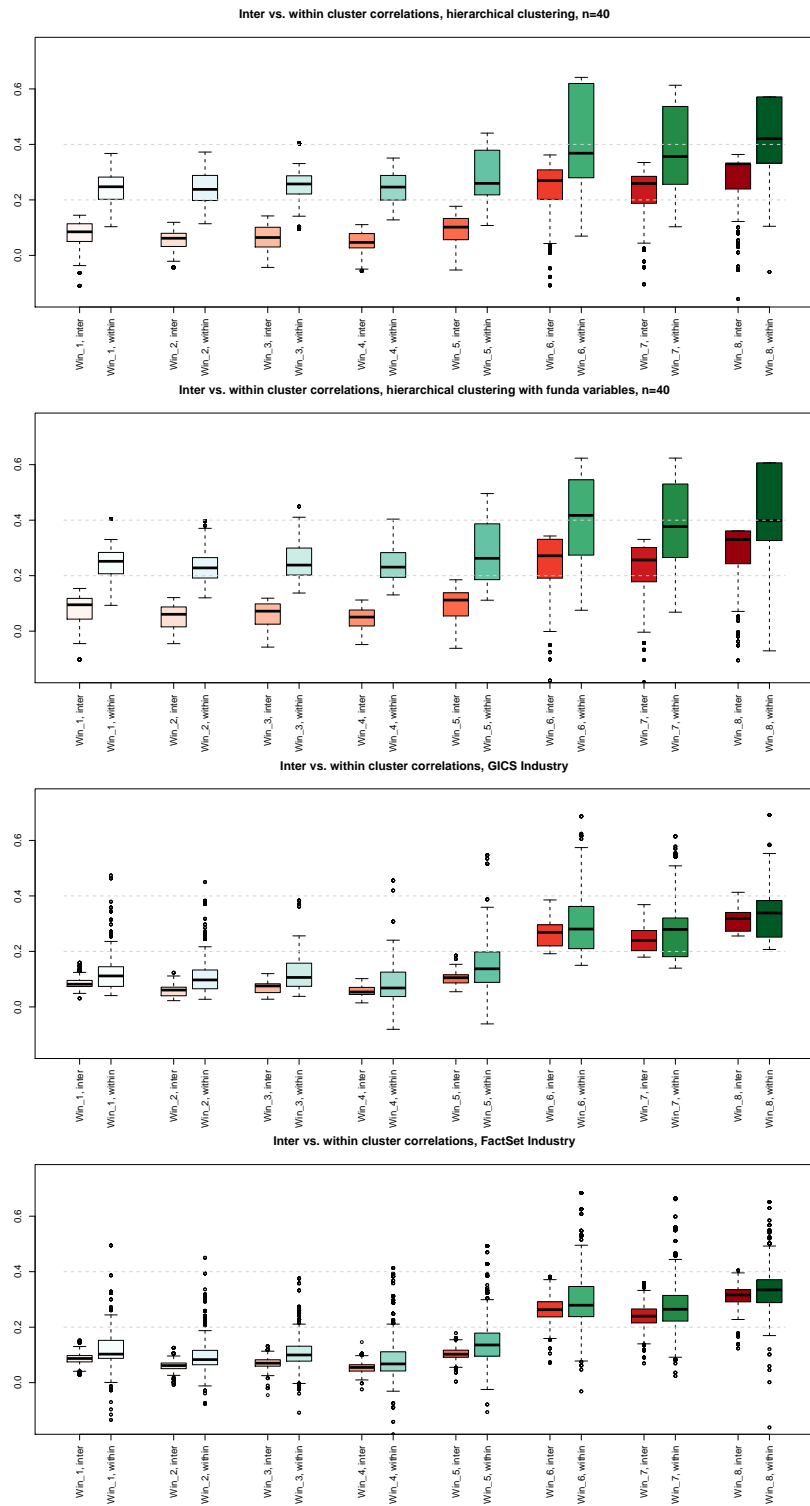 Inter vs. within cluster correlations, hierarchical clustering, n=40
0.6
0.4
0.2
0.0
Win_1, inter
Win_1, within
Win_2, inter
Win_2, within
Win_3, inter
Win_3, within
Win_4, inter
Win_4, within
Win_5, inter
Win_5, within
Win_6, inter
Win_6, within
Win_7, inter
Win_7, within
Win_8, inter
Win_8, within
Inter vs. within cluster correlations, hierarchical clustering with funda variables, n=40
0.6
0.4
0.2
0.0
Win_1, inter
Win_1, within
Win_2, inter
Win_2, within
Win_3, inter
Win_3, within
Win_4, inter
Win_4, within
Win_5, inter
Win_5, within
Win_6, inter
Win_6, within
Win_7, inter
Win_7, within
Win_8, inter
Win_8, within
Inter vs. within cluster correlations, GICS Industry
0.6
0.4
0.2
0.0
Win_1, inter
Win_1, within
Win_2, inter
Win_2, within
Win_3, inter
Win_3, within
Win_4, inter
Win_4, within
Win_5, inter
Win_5, within
Win_6, inter
Win_6, within
Win_7, inter
Win_7, within
Win_8, inter
Win_8, within
Inter vs. within cluster correlations, FactSet Industry
0.6
0.4
0.2
0.0
Win_1, inter
Win_1, within
Win_2, inter
Win_2, within
Win_3, inter
Win_3, within
Win_4, inter
Win_4, within
Win_5, inter
Win_5, within
Win_6, inter
Win_6, within
Win_7, inter
Win_7, within
Win_8, inter
Win_8, within